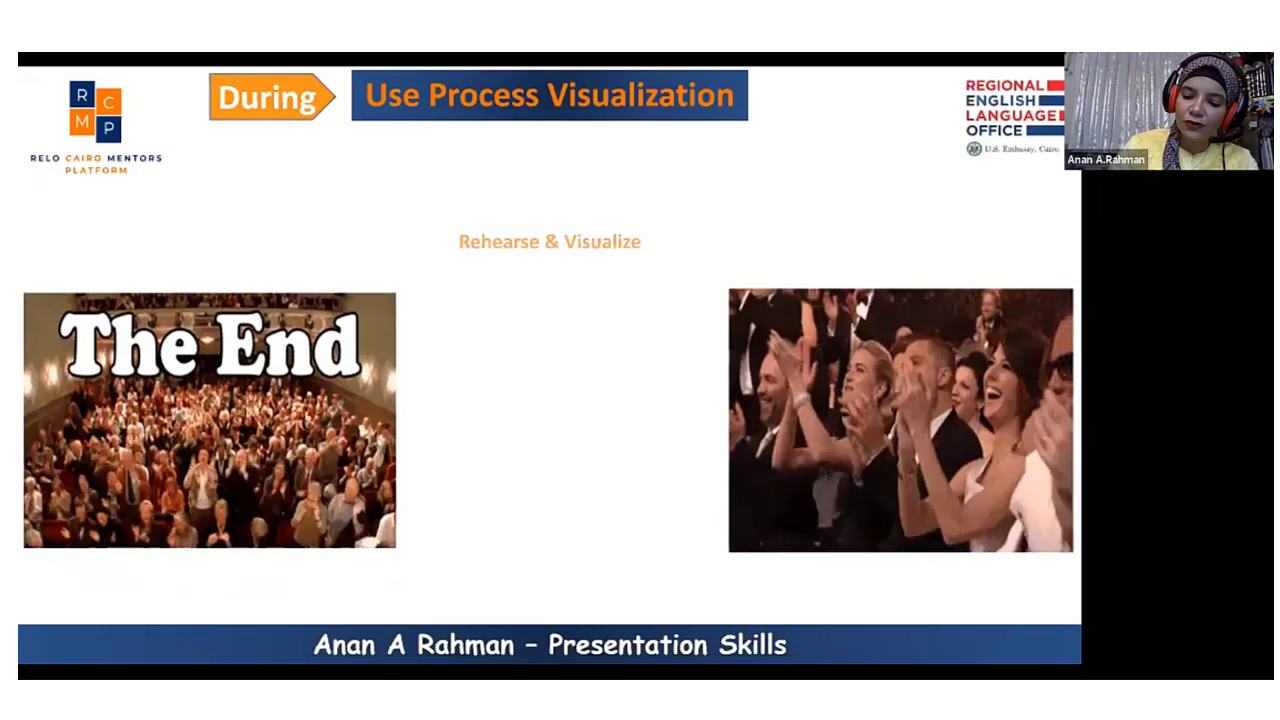 R
C
M
P
RELO CAIRO MENTORS
PLATFORM
During
Use Process Visualization
REGIONAL
ENGLISH
LANGUAGE
OFFICE
U.S. Embassy, Cairo
Anan A.Rahman
Rehearse & Visualize
The End
Anan A Rahman – Presentation Skills